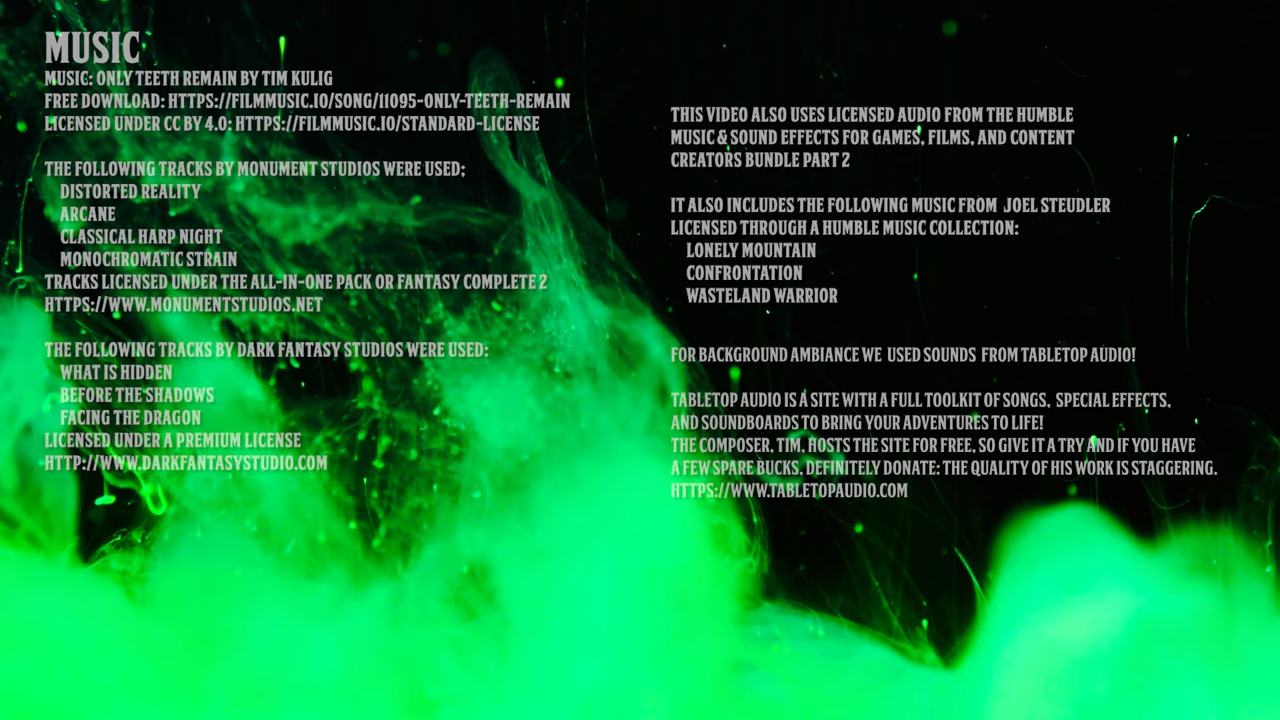 MUSIC
MUSIC: ONLY TEETH REMAIN BY TIM KULIG
FREE DOWNLOAD: HTTPS://FILMMUSIC.IO/SONG/11095-ONLY-TEETH-REMAIN
LICENSED UNDER CC BY 4.0: HTTPS://FILMMUSIC.IO/STANDARD-LICENSE
THE FOLLOWING TRACKS BY MONUMENT STUDIOS WERE USED;
DISTORTED REALITY
ARCANE
CLASSICAL HARP NIGHT
MONOCHROMATIC STRAIN
TRACKS LICENSED UNDER THE ALL-IN-ONE PACK OR FANTASY COMPLETE 2
HTTPS://WWW.MONUMENTSTUDIOS.NET
THE FOLLOWING TRACKS BY DARK FANTASY STUDIOS WERE USED:
WHAT IS HIDDEN
BEFORE THE SHADOWS
FACING THE DRAGON
LICENSED UNDER A PREMIUM LICENSE
HTTP://WWW.DARKFANTASYSTUDIO.COM
THIS VIDEO ALSO USES LICENSED AUDIO FROM THE HUMBLE
MUSIC & SOUND EFFECTS FOR GAMES, FILMS, AND CONTENT
CREATORS BUNDLE PART 2
IT ALSO INCLUDES THE FOLLOWING MUSIC FROM JOEL STEUDLER
LICENSED THROUGH A HUMBLE MUSIC COLLECTION:
LONELY MOUNTAIN
CONFRONTATION
WASTELAND WARRIOR
FOR BACKGROUND AMBIANCE WE USED SOUNDS FROM TABLETOP AUDIO!
TABLETOP AUDIO IS A SITE WITH A FULL TOOLKIT OF SONGS, SPECIAL EFFECTS,
AND SOUNDBOARDS TO BRING YOUR ADVENTURES TO LIFE!
THE COMPOSER, TIM, HOSTS THE SITE FOR FREE, SO GIVE IT A TRY AND IF YOU HAVE
A FEW SPARE BUCKS, DEFINITELY DONATE: THE QUALITY OF HIS WORK IS STAGGERING.
HTTPS://WWW.TABLETOPAUDIO.COM